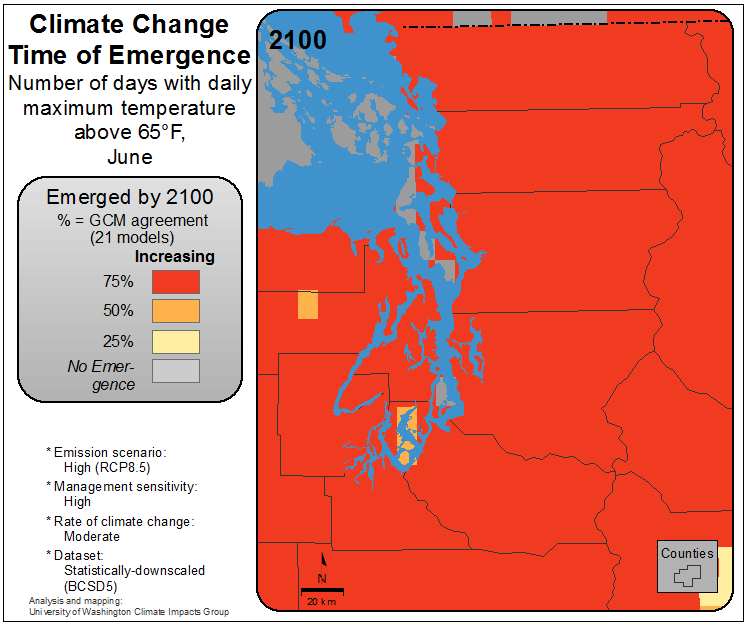 Climate Change
Time of Emergence
Number of days with daily
maximum temperature
above 65°F,
June
Emerged by 2100
% = GCM agreement
(21 models)
Increasing
75%
50%
25%
No Emer-
gence
* Emission scenario:
High (RCP8.5)
* Management sensitivity:
High
* Rate of climate change:
Moderate
* Dataset:
Statistically-downscaled
(BCSD5)
Analysis and mapping:
University of Washington Climate Impacts Group
2100
N
20 km
Counties